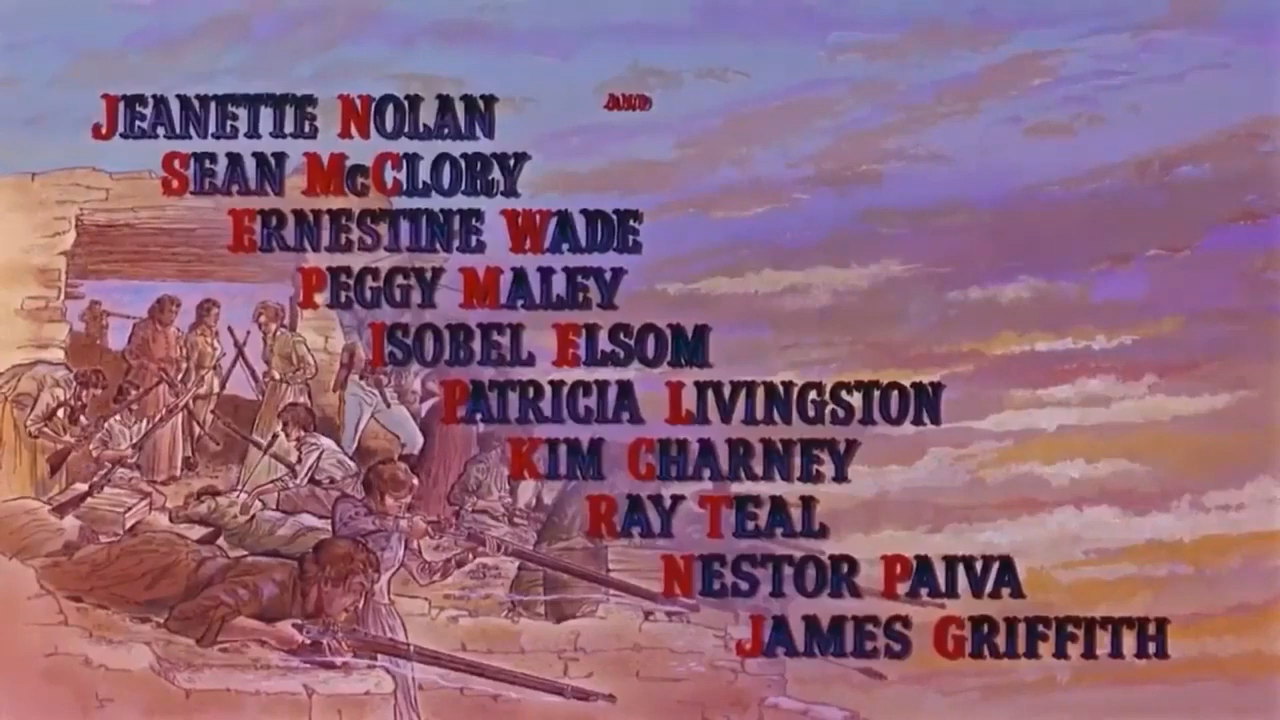 JEANETTE NOLAN AND
SEAN McCLORY
ERNESTINE WADE
PEGGY MALEY
ISOBEL ELSOM
PATRICIA LIVINGSTON
KIM CHARNEY
RAY TEAL
NESTOR PAIVA
JAMES GRIFFITH